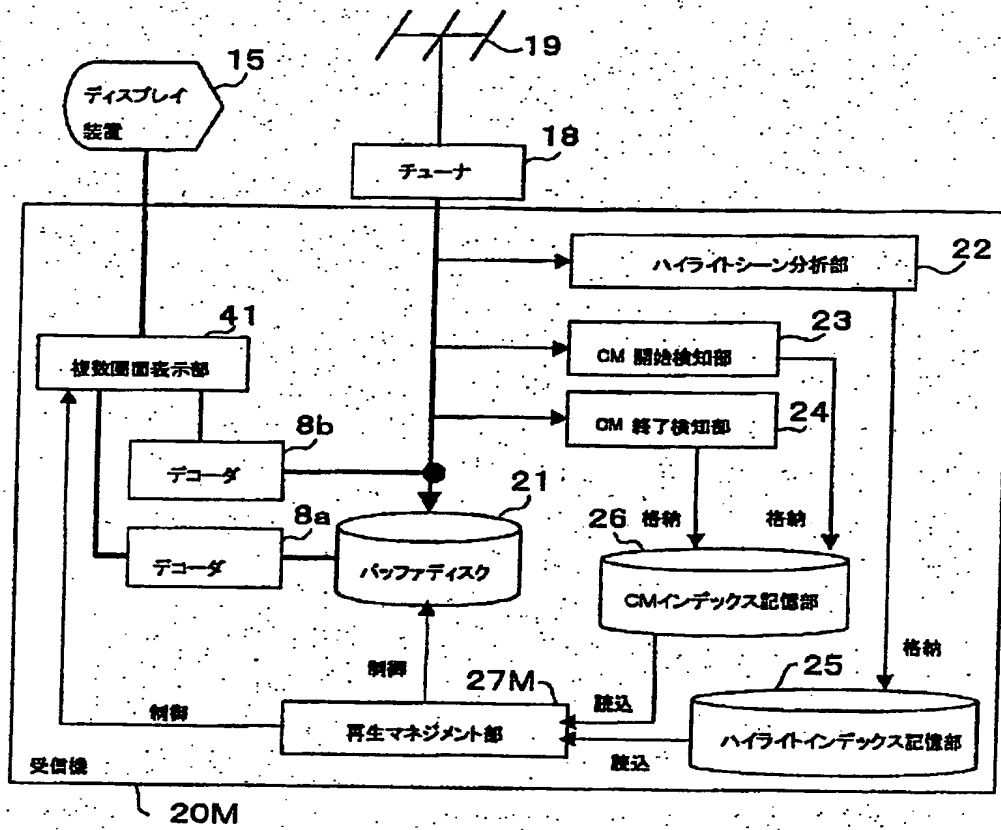 19
15
ディスプレイ
装置
18
チューナ
22
ハイライトシーン分析部
41
複数画面表示部
23
CM 開始検知部
24
CM 終了検知部
8b
デコーダ
21
バッファディスク
8a
デコーダ
26
格納
格納
CMインデックス記憶部
格納
制御
27M
25
制御
再生マネジメント部
読込
読込
ハイライトインデックス記憶部
受信機
20M